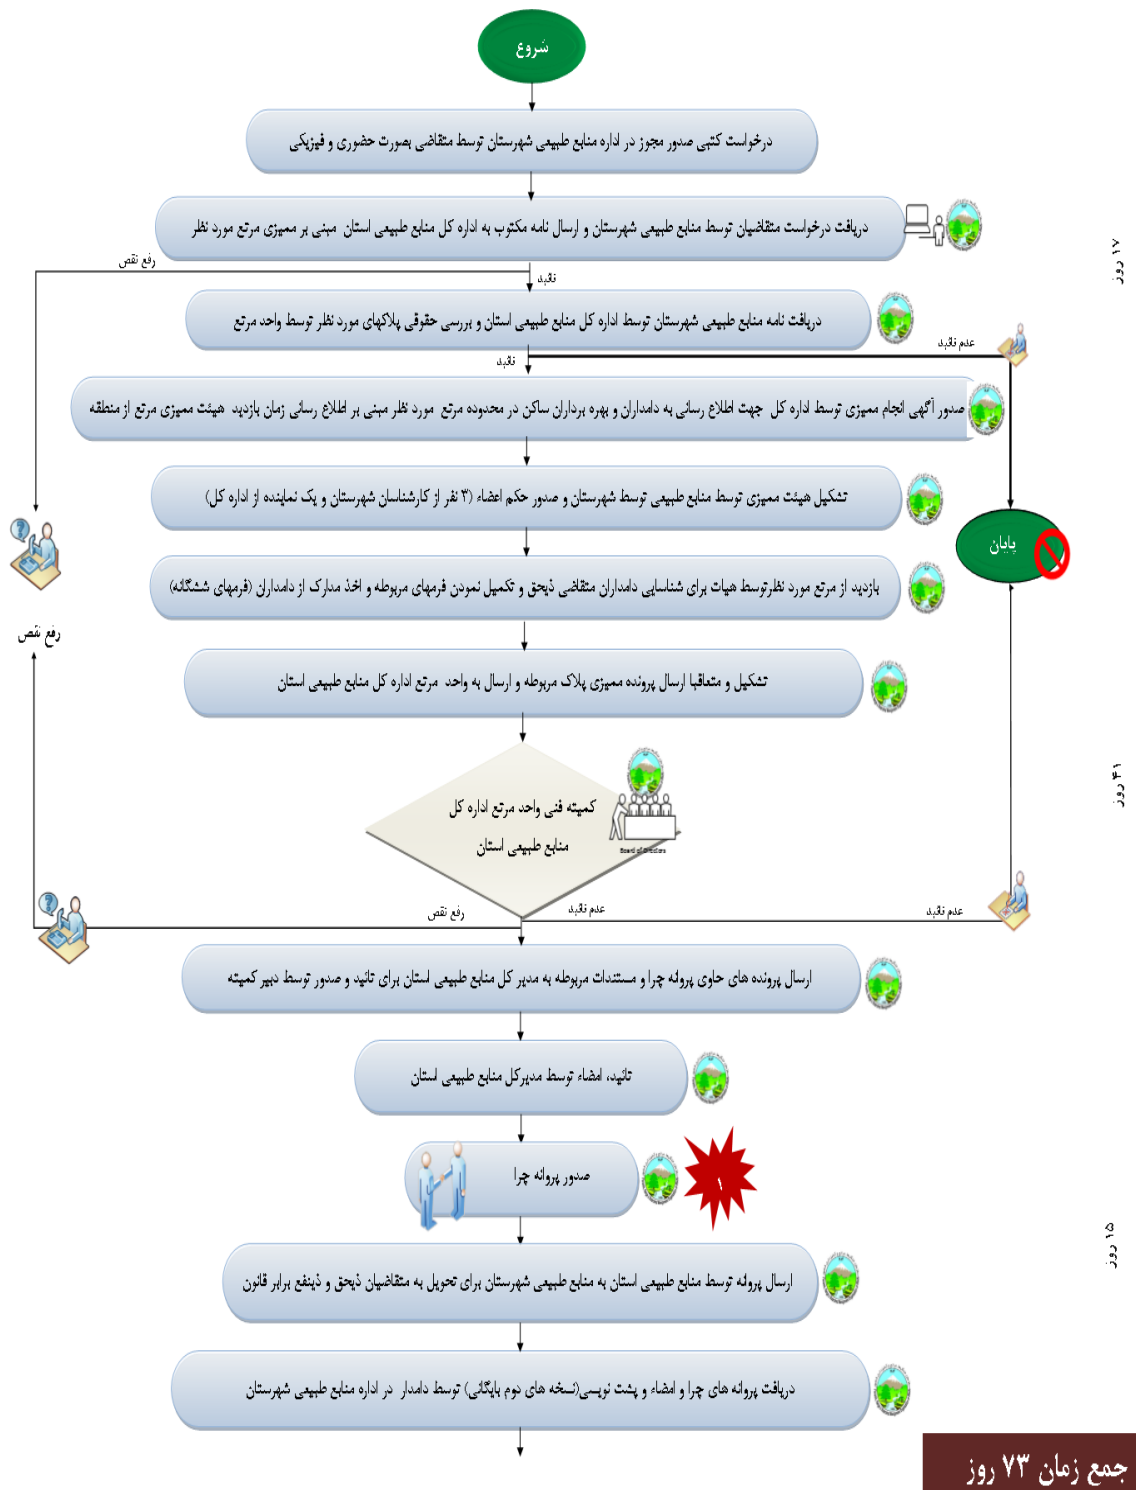 شروع
درخواست کتبی صدور مجوز در اداره منابع طبیعی شهرستان توسط متقاضی بصورت حضوری و فیزیکی
دریافت درخواست متقاضیان توسط منابع طبیعی شهرستان و ارسال نامه مکتوب به اداره کل منابع طبیعی استان مبنی بر ممیزی مرتع مورد نظر
۱۷ روز
رفع نقص
تائید
دریافت نامه منابع طبیعی شهرستان توسط اداره کل منابع طبیعی استان و بررسی حقوقی پلاکهای مورد نظر توسط واحد مرتع
عدم تائید
تائید
صدور آگهی انجام ممیزی توسط اداره کل جهت اطلاع رسانی به دامداران و بهره برداران ساکن در محدوده مرتع مورد نظر مبنی بر اطلاع رسانی زمان بازدید هیئت ممیزی مرتع از منطقه
تشکیل هیئت ممیزی توسط منابع طبیعی توسط شهرستان و صدور حکم اعضاء (۳ نفر از کارشناسان شهرستان و یک نماینده از اداره کل)
پایان
بازدید از مرتع مورد نظرتوسط هیات برای شناسایی دامداران متقاضی ذیحق و تکمیل نمودن فرمهای مربوطه و اخذ مدارک از دامداران (فرمهای ششگانه)
رفع نقص
تشکیل و متعاقبا ارسال پرونده ممیزی پلاک مربوطه و ارسال به واحد مرتع اداره کل منابع طبیعی استان
۴۱ روز
کمیته فنی واحد مرتع اداره کل
منابع طبیعی استان
Board of Directors
عدم تائید
عدم تائید
رفع نقص
ارسال پرونده های حاوی پروانه چرا و مستندات مربوطه به مدیر کل منابع طبیعی استان برای تائید و صدور توسط دبیر کمیته
تائید، امضاء توسط مدیرکل منابع طبیعی استان
صدور پروانه چرا
۱
۱۵ روز
ارسال پروانه توسط منابع طبیعی استان به منابع طبیعی شهرستان برای تحویل به متقاضیان ذیحق و ذینفع برابر قانون
دریافت پروانه های چرا و امضاء و پشت نویسی(نسخه های دوم بایگانی) توسط دامدار در اداره منابع طبیعی شهرستان
جمع زمان ۷۳ روز